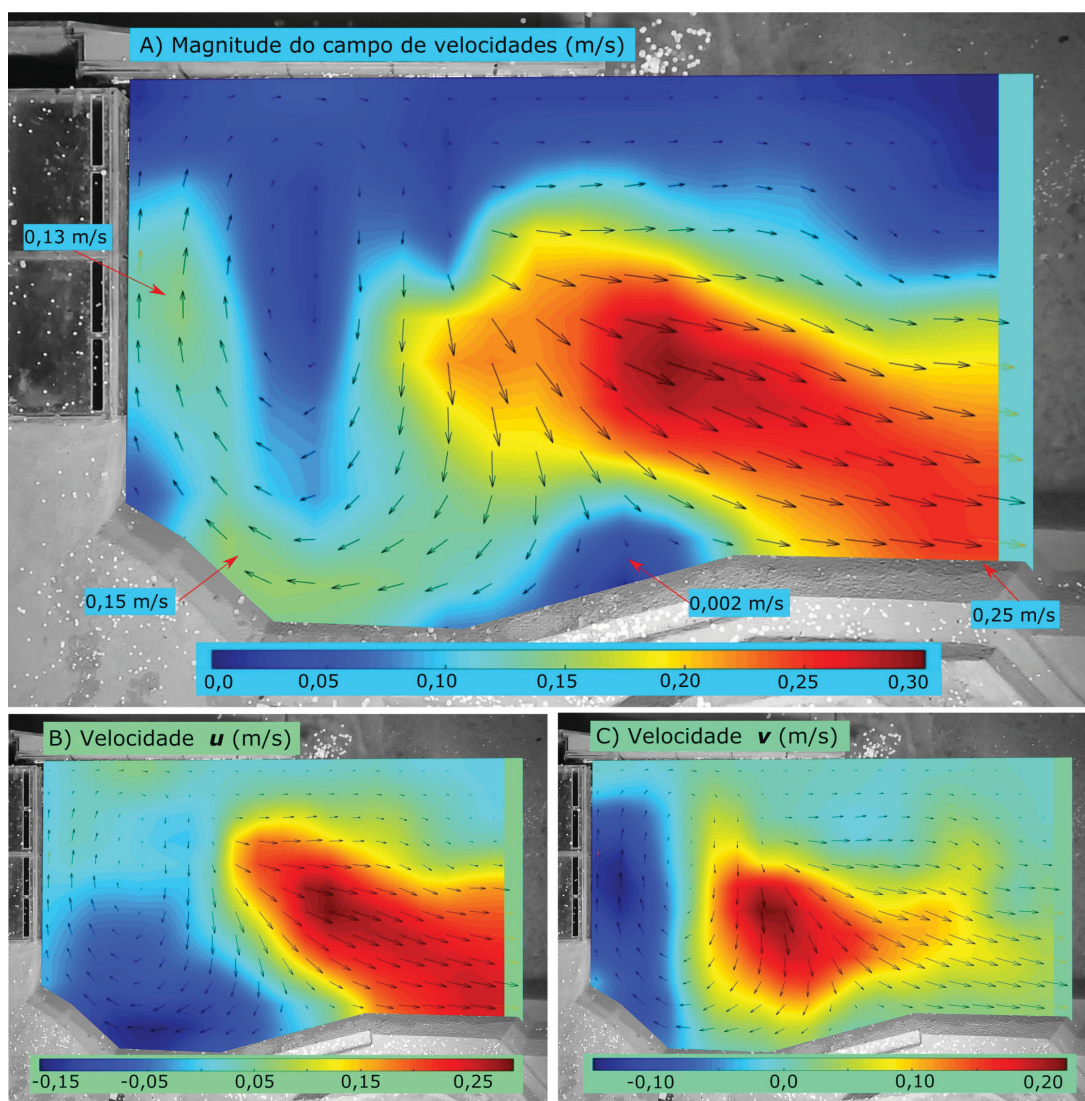 A) Magnitude do campo de velocidades (m/s)
0,13 m/s
0,15 m/s
0,002 m/s
0,25 m/s
0,0 0,05 0,10 0,15 0,20 0,25 0,30
B) Velocidade u (m/s)
-0,15 -0,05 0,05 0,15 0,25
C) Velocidade v (m/s)
-0,10 0,0 0,10 0,20